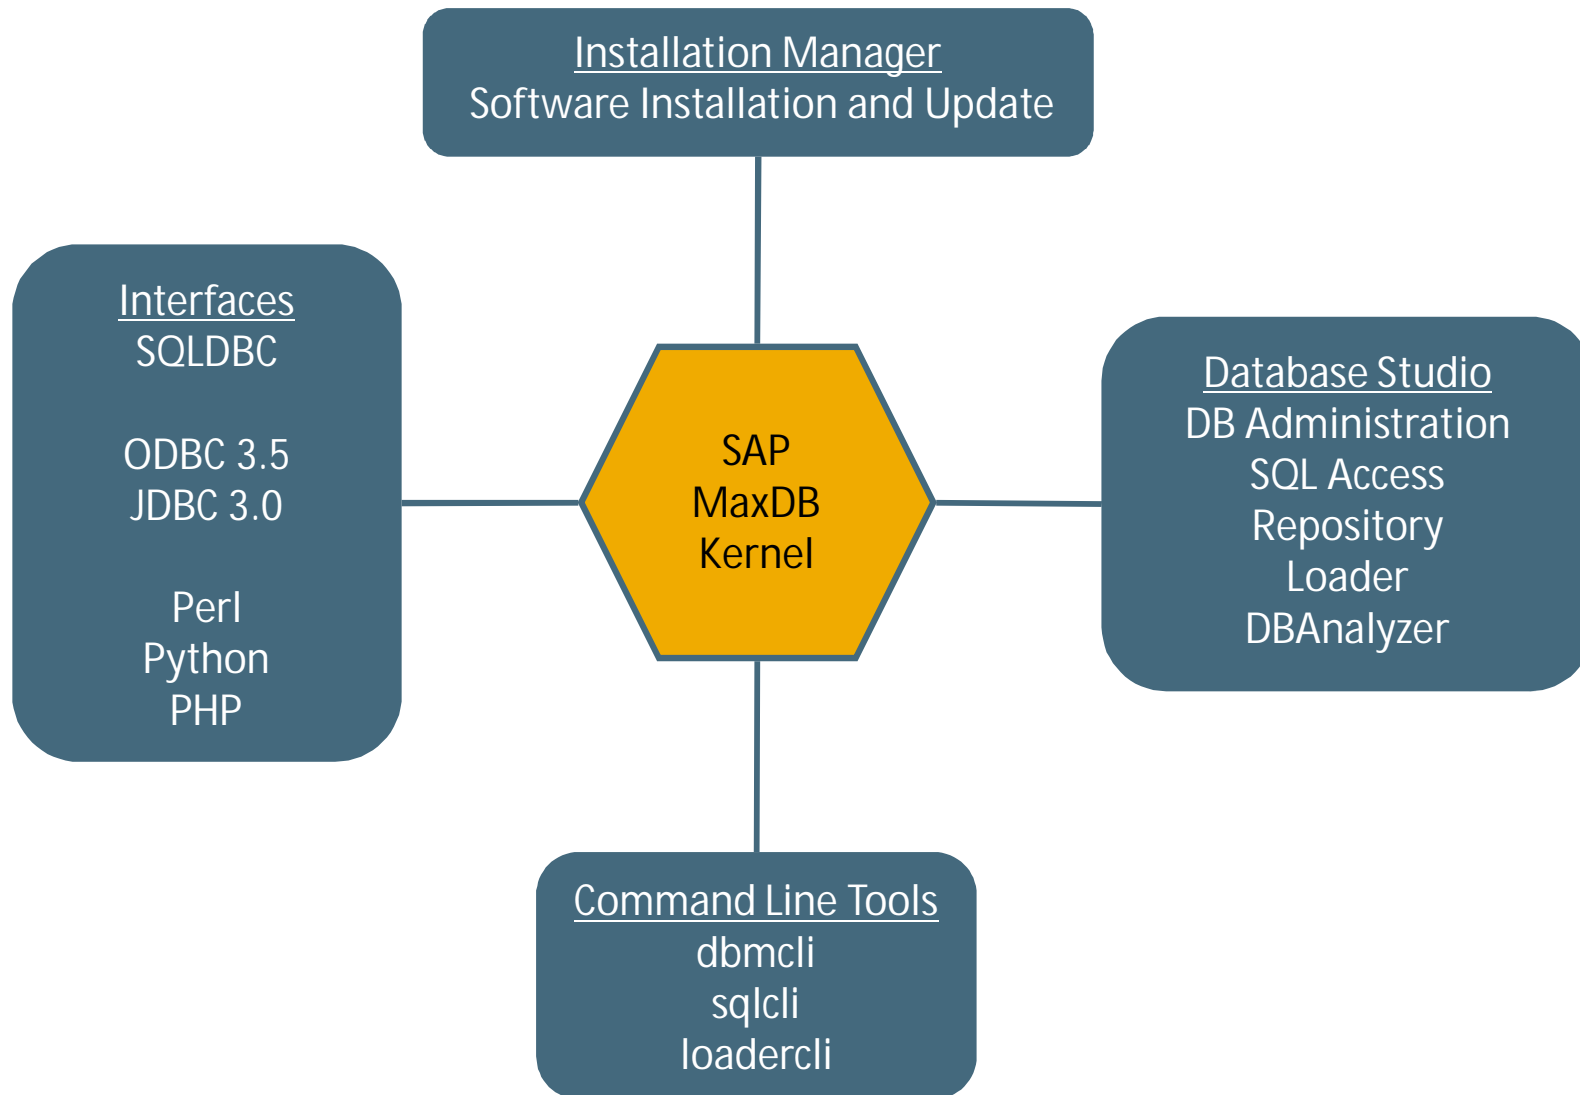 Installation Manager
Software Installation and Update
Interfaces
SQLDBC
ODBC 3.5
JDBC 3.0
Perl
Python
PHP
SAP
MaxDB
Kernel
Database Studio
DB Administration
SQL Access
Repository
Loader
DBAnalyzer
Command Line Tools
dbmcli
sqlcli
loadercli